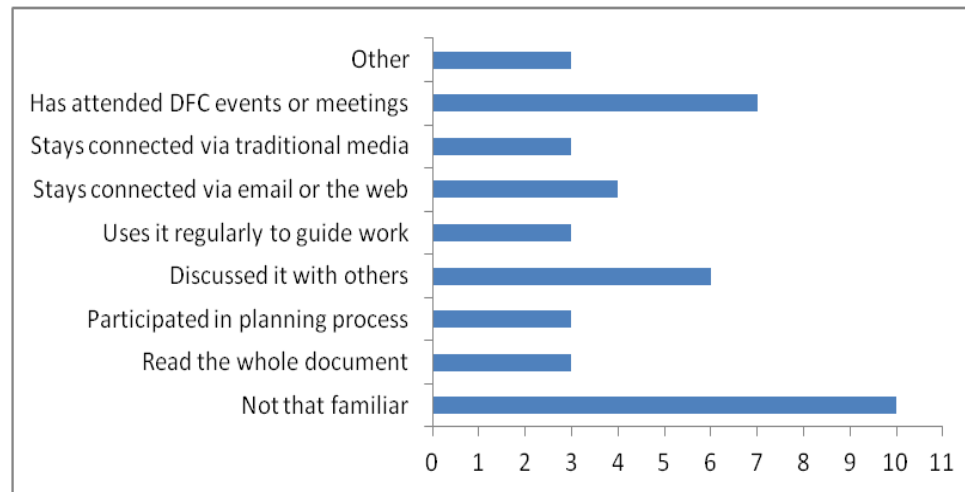 Other
Has attended DFC events or meetings
Stays connected via traditional media
Stays connected via email or the web
Uses it regularly to guide work
Discussed it with others
Participated in planning process
Read the whole document
Not that familiar
0 1 2 3 4 5 6 7 8 9 10 11